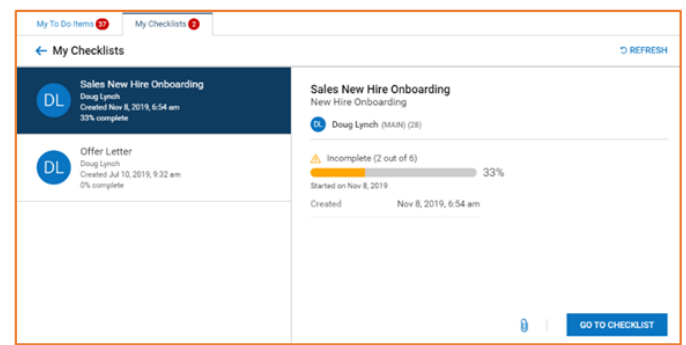 My To Do Items 37
My Checklists 2
← My Checklists
REFRESH
DL
Sales New Hire Onboarding
Doug Lynch
Created Nov 8, 2019, 6:54 am
33% complete
DL
Offer Letter
Doug Lynch
Created Jul 10, 2019, 9:32 am
0% complete
Sales New Hire Onboarding
New Hire Onboarding
DL Doug Lynch (MAIN) (28)
Incomplete (2 out of 6)
33%
Started on Nov 8, 2019
Created Nov 8, 2019, 6:54 am
GO TO CHECKLIST